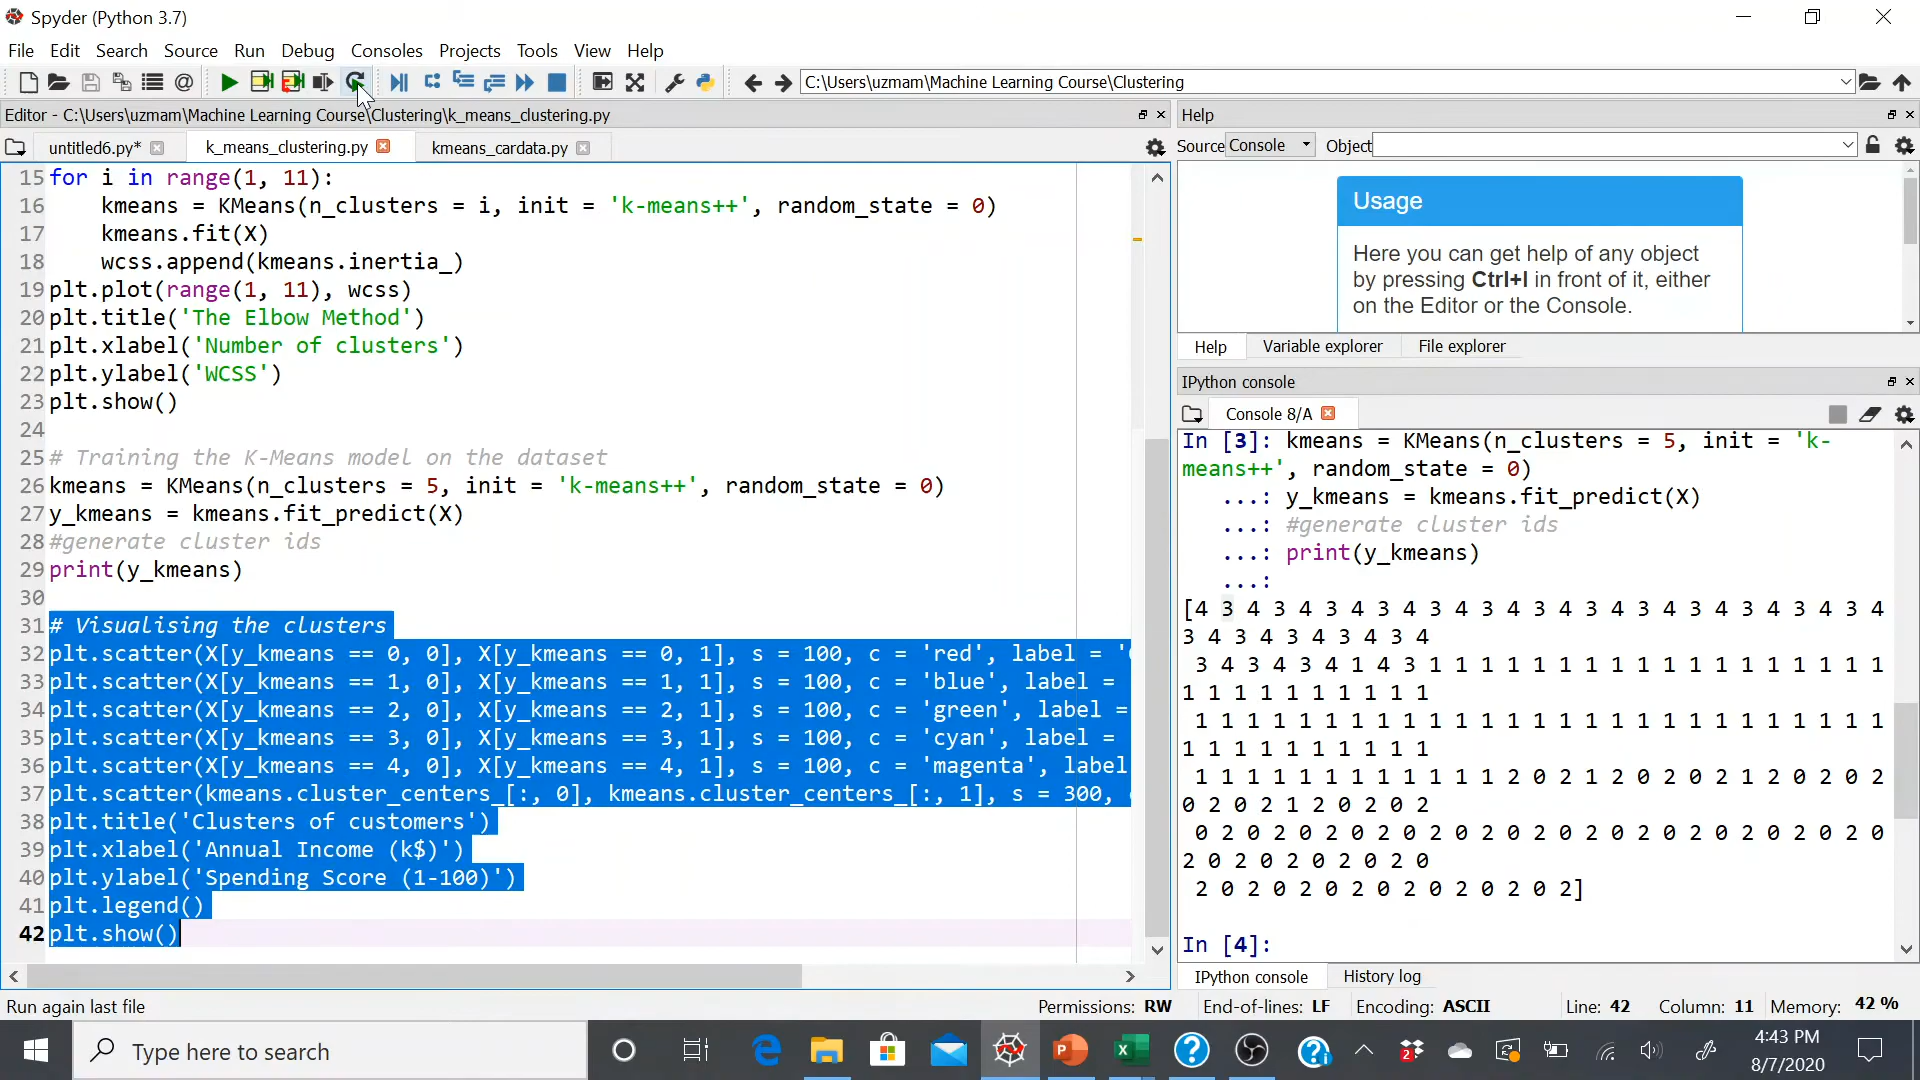 Spyder (Python 3.7)
File Edit Search Source Run Debug Consoles Projects Tools View Help
C:\Users\uzmam\Machine Learning Course\Clustering
Editor - C:\Users\uzmam\Machine Learning Course\Clustering\k_means_clustering.py
untitled6.py* k_means_clustering.py kmeans_cardata.py
15 for i in range(1, 11):
16 kmeans = KMeans(n_clusters = i, init = 'k-means++', random_state = 0)
17 kmeans.fit(X)
18 wcss.append(kmeans.inertia_)
19 plt.plot(range(1, 11), wcss)
20 plt.title('The Elbow Method')
21 plt.xlabel('Number of clusters')
22 plt.ylabel('WCSS')
23 plt.show()
24
25 # Training the K-Means model on the dataset
26 kmeans = KMeans(n_clusters = 5, init = 'k-means++', random_state = 0)
27 y_kmeans = kmeans.fit_predict(X)
28 #generate cluster ids
29 print(y_kmeans)
30
31 # Visualising the clusters
32 plt.scatter(X[y_kmeans == 0, 0], X[y_kmeans == 0, 1], s = 100, c = 'red', label = '
33 plt.scatter(X[y_kmeans == 1, 0], X[y_kmeans == 1, 1], s = 100, c = 'blue', label =
34 plt.scatter(X[y_kmeans == 2, 0], X[y_kmeans == 2, 1], s = 100, c = 'green', label =
35 plt.scatter(X[y_kmeans == 3, 0], X[y_kmeans == 3, 1], s = 100, c = 'cyan', label =
36 plt.scatter(X[y_kmeans == 4, 0], X[y_kmeans == 4, 1], s = 100, c = 'magenta', label
37 plt.scatter(kmeans.cluster_centers_[:, 0], kmeans.cluster_centers_[:, 1], s = 300,
38 plt.title('Clusters of customers')
39 plt.xlabel('Annual Income (k$)')
40 plt.ylabel('Spending Score (1-100)')
41 plt.legend()
42 plt.show()
Help
Source Console Object
Usage
Here you can get help of any object
by pressing Ctrl+I in front of it, either
on the Editor or the Console.
Help Variable explorer File explorer
IPython console
Console 8/A
In [3]: kmeans = KMeans(n_clusters = 5, init = 'k-
means++', random_state = 0)
...: y_kmeans = kmeans.fit_predict(X)
...: #generate cluster ids
...: print(y_kmeans)
...:
[4 3 4 3 4 3 4 3 4 3 4 3 4 3 4 3 4 3 4 3 4 3 4 3 4 3 4
3 4 3 4 3 4 3 4 3 4
3 4 3 4 3 4 1 4 3 1 1 1 1 1 1 1 1 1 1 1 1 1 1 1 1 1 1
1 1 1 1 1 1 1 1 1 1
1 1 1 1 1 1 1 1 1 1 1 1 1 1 1 1 1 1 1 1 1 1 1 1 1 1 1
1 1 1 1 1 1 1 1 1 1
1 1 1 1 1 1 1 1 1 1 1 1 2 0 2 1 2 0 2 0 2 1 2 0 2 0 2
0 2 0 2 1 2 0 2 0 2
0 2 0 2 0 2 0 2 0 2 0 2 0 2 0 2 0 2 0 2 0 2 0 2 0 2 0
2 0 2 0 2 0 2 0 2 0
2 0 2 0 2 0 2 0 2 0 2 0 2 0 2]
In [4]:
IPython console History log
Run again last file
Permissions: RW End-of-lines: LF Encoding: ASCII Line: 42 Column: 11 Memory: 42 %
Type here to search
2
4:43 PM
8/7/2020